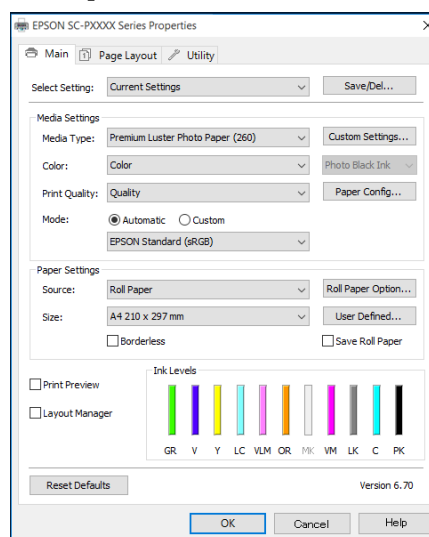 EPSON SC-PXXXX Series Properties
Main Page Layout Utility
Select Setting: Current Settings Save/Del...
Media Settings
Media Type: Premium Luster Photo Paper (260) Custom Settings...
Color: Color Photo Black Ink
Print Quality: Quality Paper Config...
Mode: Automatic Custom
EPSON Standard (sRGB)
Paper Settings
Source: Roll Paper Roll Paper Option...
Size: A4 210 x 297 mm User Defined...
Borderless Save Roll Paper
Ink Levels
Print Preview
Layout Manager
GR V Y LC VLM OR MK VM LK C PK
Reset Defaults Version 6.70
OK Cancel Help